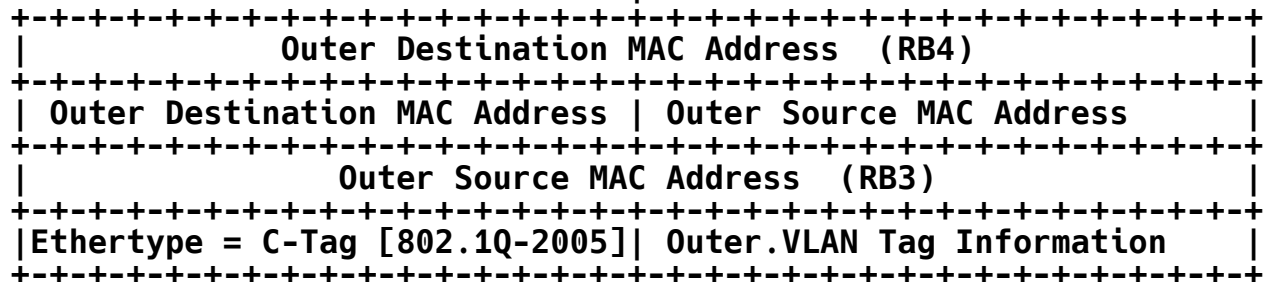 +-+-+-+-+-+-+-+-+-+-+-+-+-+-+-+-+-+-+-+-+-+-+-+-+-+-+-+-+-+-+-+-+
|             Outer Destination MAC Address  (RB4)              |
+-+-+-+-+-+-+-+-+-+-+-+-+-+-+-+-+-+-+-+-+-+-+-+-+-+-+-+-+-+-+-+-+
| Outer Destination MAC Address | Outer Source MAC Address      |
+-+-+-+-+-+-+-+-+-+-+-+-+-+-+-+-+-+-+-+-+-+-+-+-+-+-+-+-+-+-+-+-+
|                Outer Source MAC Address  (RB3)                |
+-+-+-+-+-+-+-+-+-+-+-+-+-+-+-+-+-+-+-+-+-+-+-+-+-+-+-+-+-+-+-+-+
|Ethertype = C-Tag [802.1Q-2005]| Outer.VLAN Tag Information    |
+-+-+-+-+-+-+-+-+-+-+-+-+-+-+-+-+-+-+-+-+-+-+-+-+-+-+-+-+-+-+-+-+